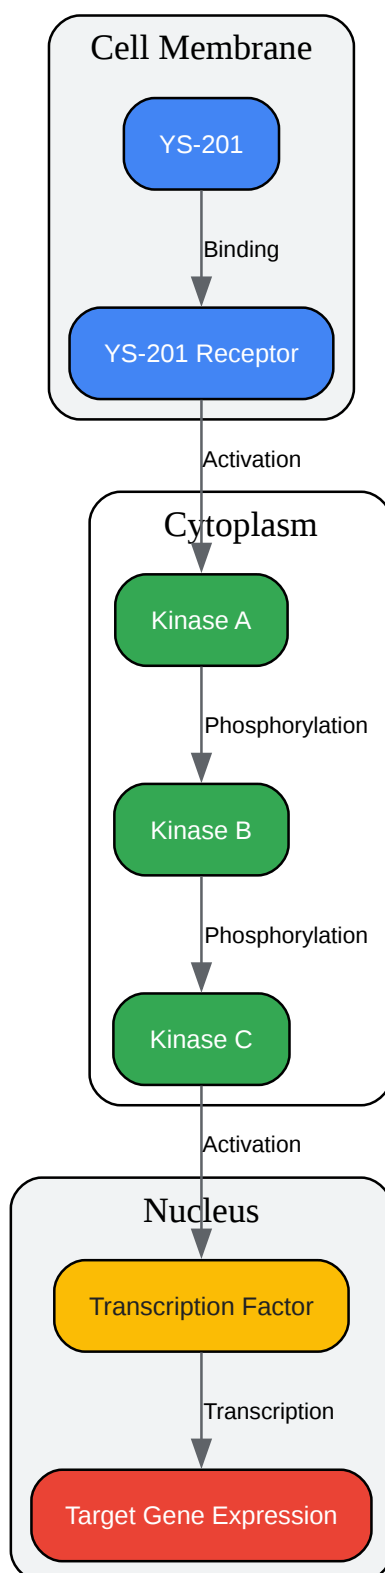 Cell Membrane
YS-201
Binding
YS-201 Receptor
Activation
Cytoplasm
Kinase A
Phosphorylation
Kinase B
Phosphorylation
Kinase C
Activation
Nucleus
Transcription Factor
Transcription
Target Gene Expression